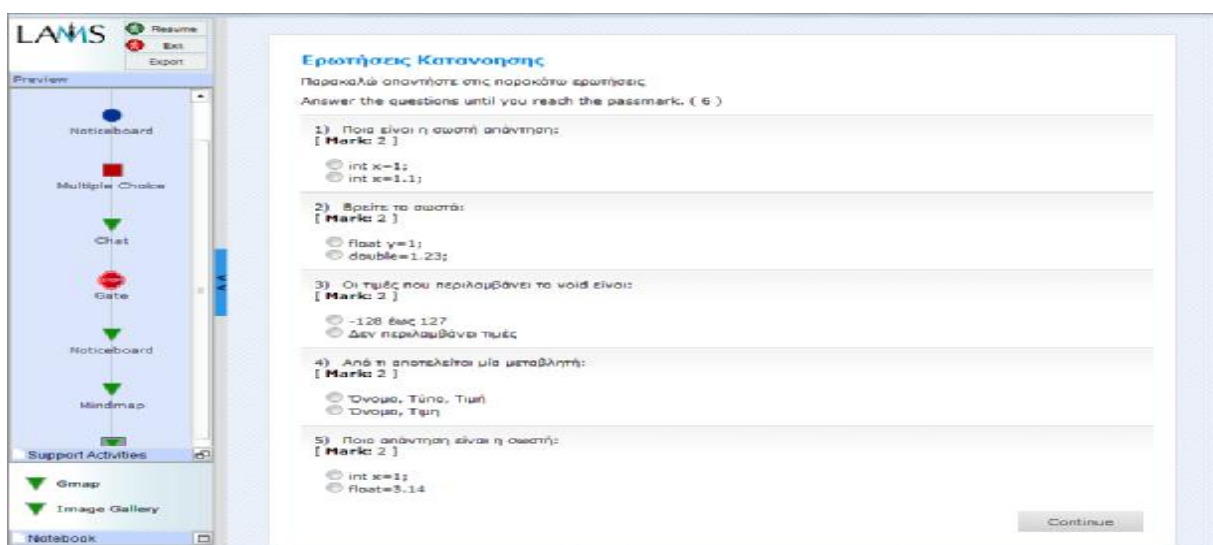 LAMS
Resume
Exit
Export
Preview
Noticeboard
Multiple Choice
Chat
Gate
Noticeboard
Mindmap
Support Activities
Gmap
Image Gallery
Notebook
Ερωτήσεις Κατανοησης
Παρακαλώ απαντήστε στις παρακάτω ερωτήσεις
Answer the questions until you reach the passmark. ( 6 )
1) Ποια είναι η σωστή απάντηση:
[ Mark: 2 ]
int x=1;
int x=1.1;
2) Βρείτε το σωστό:
[ Mark: 2 ]
float y=1;
double=1.23;
3) Οι τιμές που περιλαμβάνει το void είναι:
[ Mark: 2 ]
-128 έως 127
Δεν περιλαμβάνει τιμές
4) Από τι αποτελείται μία μεταβλητή:
[ Mark: 2 ]
Όνομα, Τύπο, Τιμή
Όνομα, Τιμη
5) Ποια απάντηση είναι η σωστή:
[ Mark: 2 ]
int x=1;
float=3.14
Continue